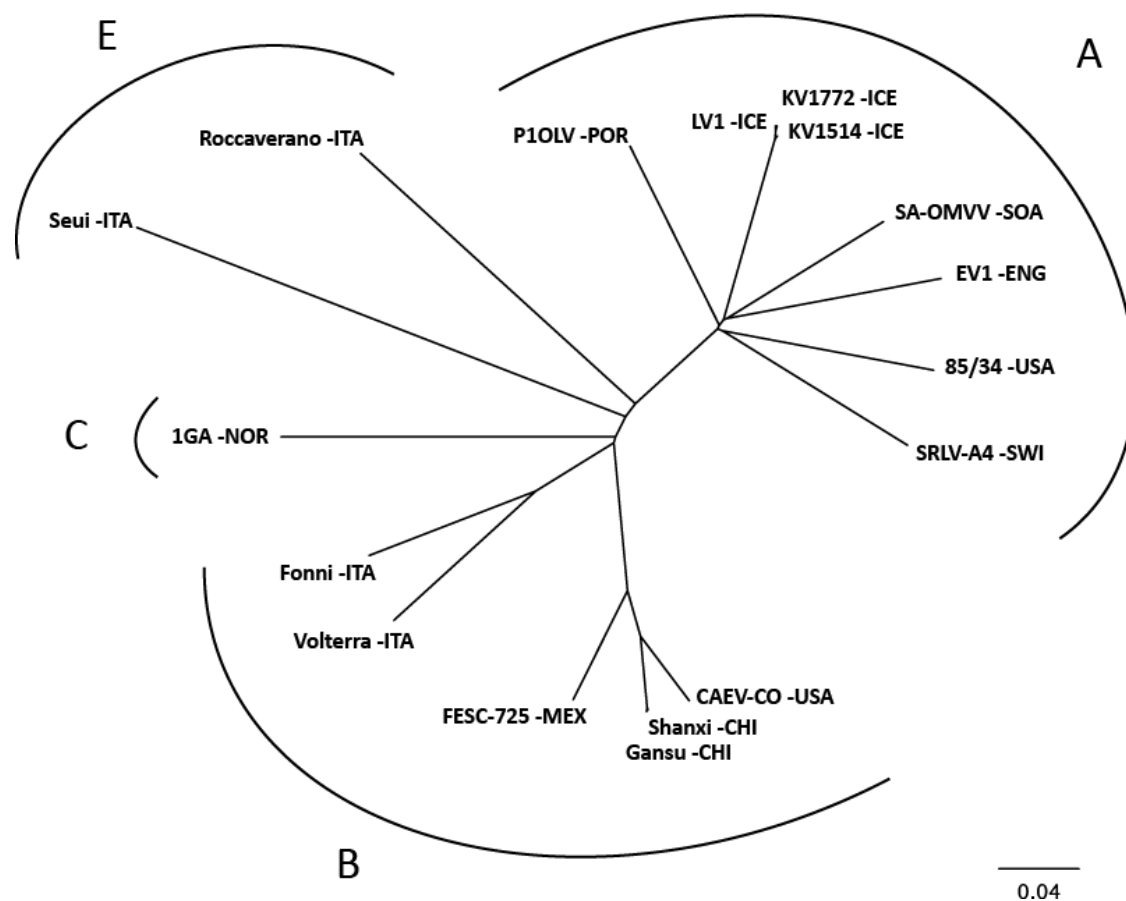 E
A
KV1772 -ICE
LV1 -ICE
KV1514 -ICE
P1OLV -POR
Roccaverano -ITA
SA-OMVV -SOA
Seui -ITA
EV1 -ENG
85/34 -USA
C
1GA -NOR
SRLV-A4 -SWI
Fonni -ITA
Volterra -ITA
CAEV-CO -USA
FESC-725 -MEX
Shanxi -CHI
Gansu -CHI
B
0.04